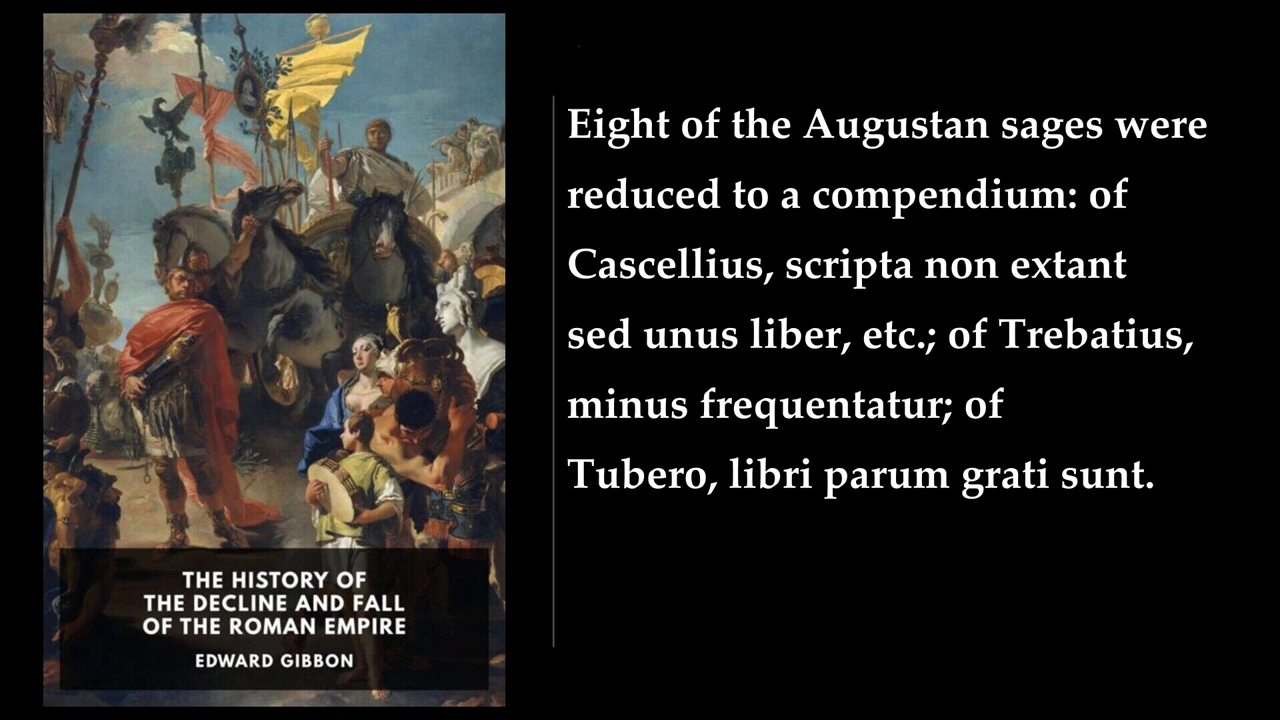 Eight of the Augustan sages were
reduced to a compendium: of
Cascellius, scripta non extant
sed unus liber, etc.; of Trebatius,
minus frequentatur; of
Tubero, libri parum grati sunt.
THE HISTORY OF
THE DECLINE AND FALL
OF THE ROMAN EMPIRE
EDWARD GIBBON